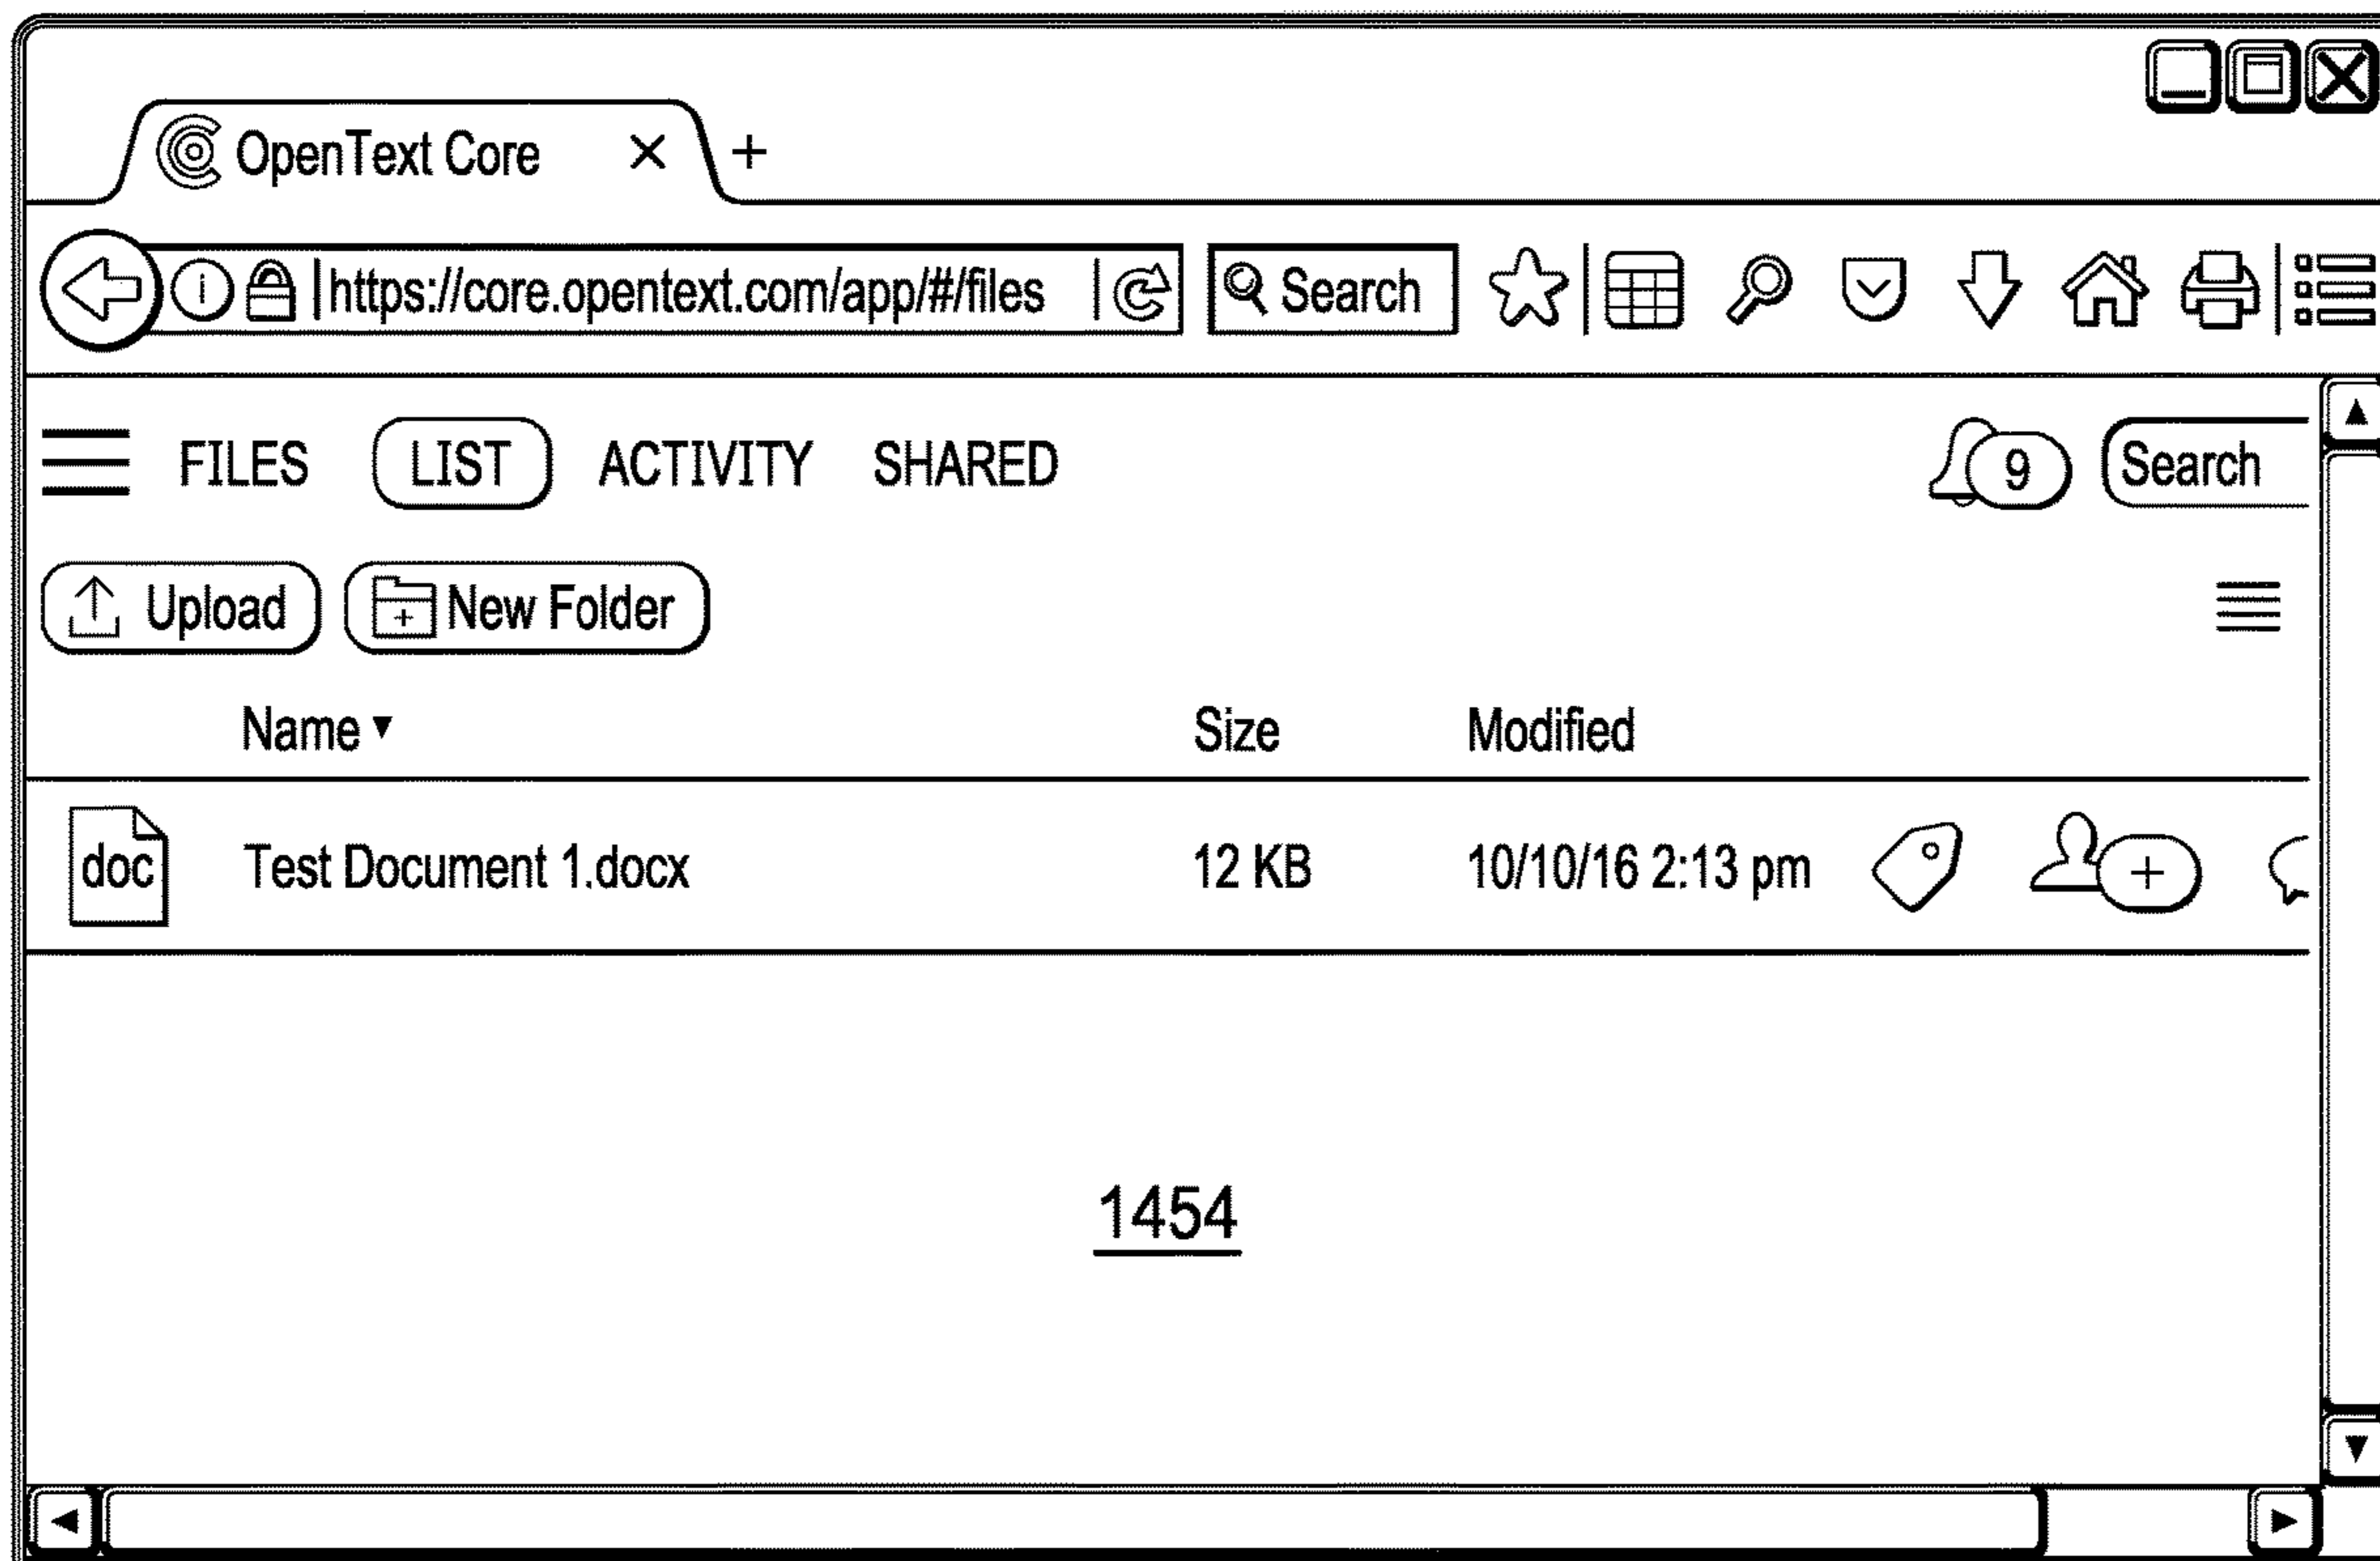 OpenText Core
https://core.opentext.com/app/#/files Search
FILES LIST ACTIVITY SHARED 9 Search
Upload New Folder
Name Size Modified
doc Test Document 1.docx 12 KB 10/10/16 2:13 pm
1454